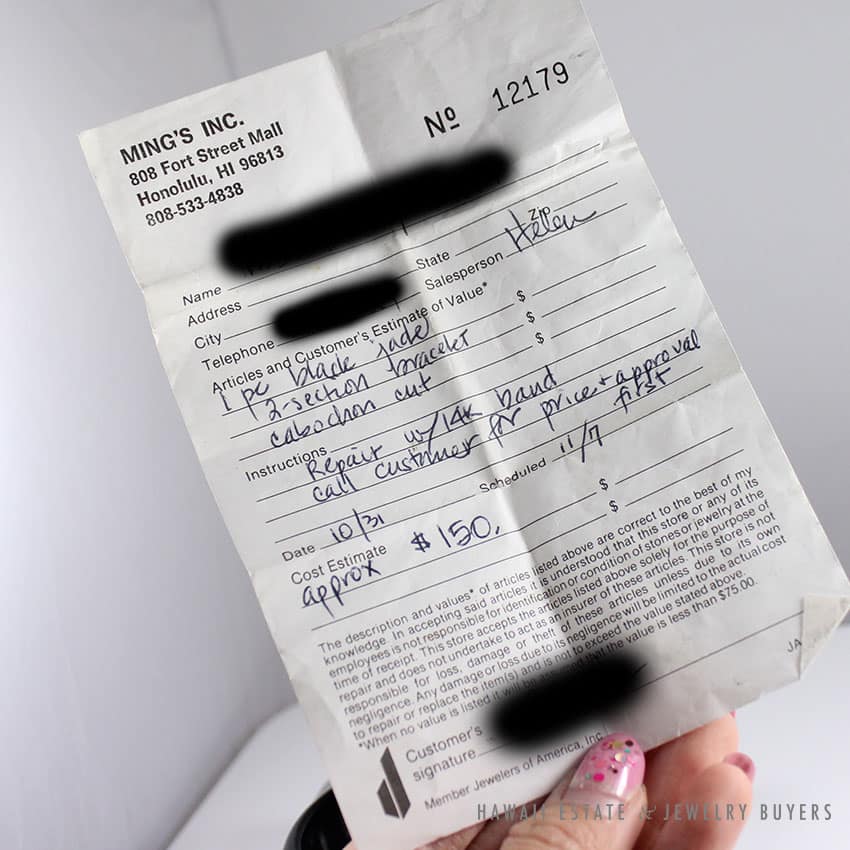 MING'S INC.
808 Fort Street Mall
Honolulu, HI 96813
808-533-4838
Nº 12179
Name
Address
City State Zip
Telephone Salesperson Helen
Articles and Customer's Estimate of Value*
1 pc black jade $
2-section bracelet $
cabochon cut $
Instructions
Repair w/14K band
call customer for price + approval
first
Date 10/31 Scheduled 11/7
Cost Estimate $150. $
approx $
The description and values* of articles listed above are correct to the best of my
knowledge. In accepting said articles it is understood that this store or any of its
employees is not responsible for identification or condition of stones or jewelry at the
time of receipt. This store accepts the articles listed above solely for the purpose of
repair and does not undertake to act as an insurer of these articles. This store is not
responsible for loss, damage or theft of these articles unless due to its own
negligence. Any damage or loss due to its negligence will be limited to the actual cost
to repair or replace the item(s) and is not to exceed the value stated above.
*When no value is listed it will be that the value is less than $75.00.
Customer's
signature
Member Jewelers of America, Inc.
JA
HAWAII ESTATE & JEWELRY BUYERS